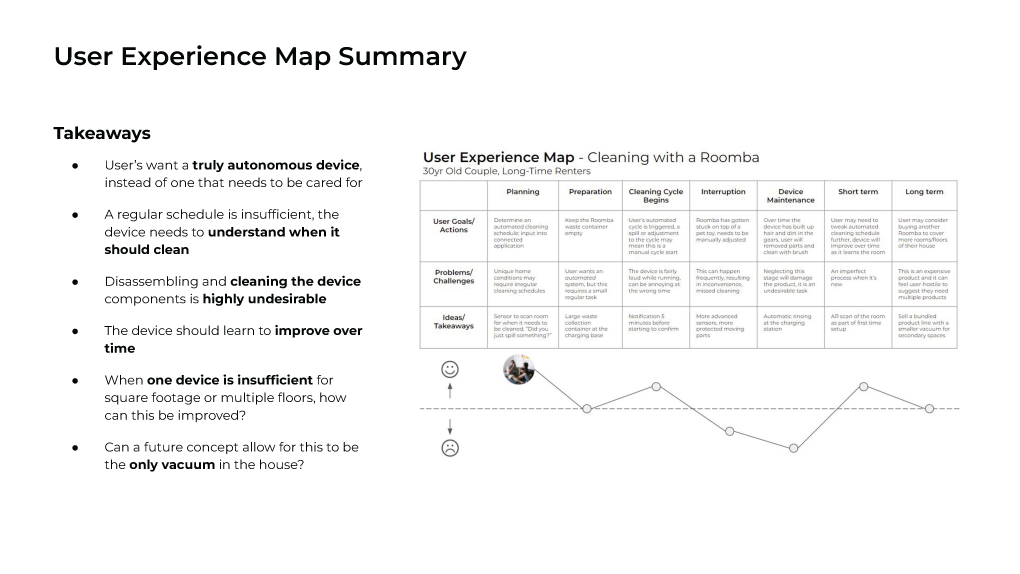 User Experience Map Summary
Takeaways
● User's want a truly autonomous device,
instead of one that needs to be cared for
● A regular schedule is insufficient, the
device needs to understand when it
should clean
● Disassembling and cleaning the device
components is highly undesirable
● The device should learn to improve over
time
● When one device is insufficient for
square footage or multiple floors, how
can this be improved?
● Can a future concept allow for this to be
the only vacuum in the house?
User Experience Map - Cleaning with a Roomba
30yr Old Couple, Long-Time Renters
Planning
Preparation
Cleaning Cycle
Begins
Interruption
Device
Maintenance
Short term
Long term
User Goals/
Actions
Determine an
automated cleaning
schedule; input into
connected
application
Keep the Roomba
waste container
empty
User's automated
cycle is triggered, a
spill or adjustment
to the cycle may
mean this is a
manual cycle start
Roomba has gotten
stuck on top of a
pet toy, needs to be
manually adjusted
Over time the
device has built up
hair and dirt in the
gears, user will
removed parts and
clean with brush
User may need to
tweak automated
cleaning schedule
further, device will
improve over time
as it learns the room
User may consider
buying another
Roomba to cover
more rooms/floors
of their house
Problems/
Challenges
Unique home
conditions may
require irregular
cleaning schedules
User wants an
automated
system, but this
requires a small
regular task
The device is fairly
loud while running,
can be annoying at
the wrong time
This can happen
frequently, resulting
in inconvenience,
missed cleaning
Neglecting this
stage will damage
the product, it is an
undesirable task
An imperfect
process when it's
new
This is an expensive
product and it can
feel user-hostile to
suggest they need
multiple products
Ideas/
Takeaways
Sensor to scan room
for when it needs to
be cleaned, "Did you
just spill something?"
Large waste
collection
container at the
charging base
Notification 5
minutes before
starting to confirm
More advanced
sensors, more
protected moving
parts
Automatic rinsing
at the charging
station
AR scan of the room
as part of first time
setup
Sell a bundled
product line with a
smaller vacuum for
secondary spaces